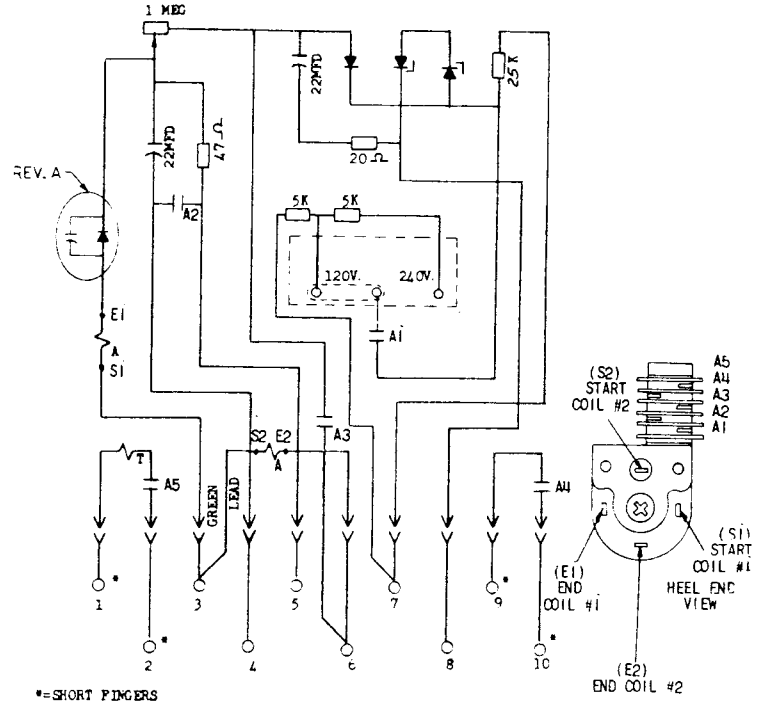 1 MEG
22MFD
25K
22MFD
47Ω
20Ω
REV. A
A2
5K 5K
120V. 240V.
E1
A1
A
S1
A5
A4
A3
A2
A1
(S2)
START
COIL #2
S2 E2
A
A3
T
A5
GREEN
LEAD
A4
(S1)
START
COIL #1
(E1)
END
COIL #1
HEEL END
VIEW
1 * 3 5 7 9 *
2 * 4 6 8 10 *
(E2)
END COIL #2
*=SHORT FINGERS